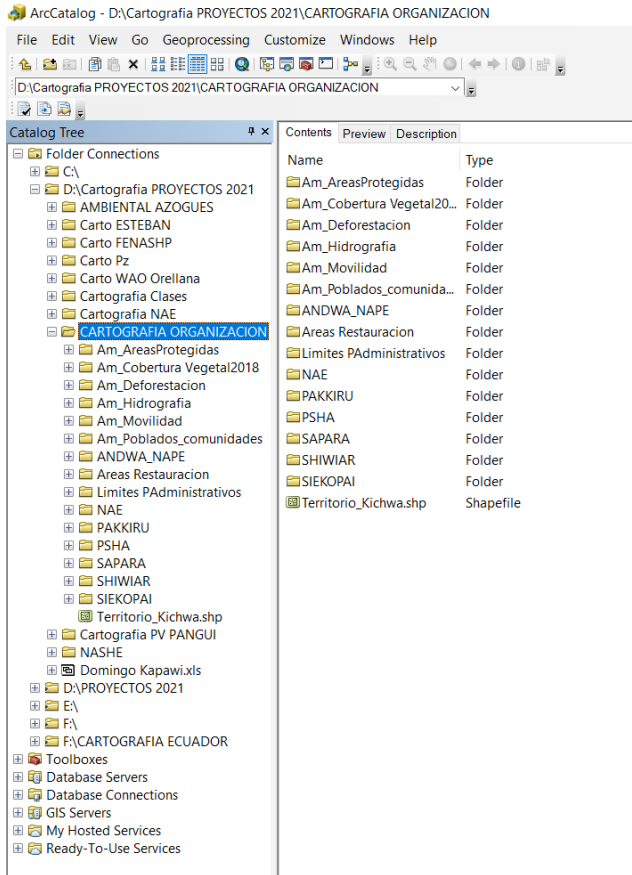 ArcCatalog - D:\Cartografia PROYECTOS 2021\CARTOGRAFIA ORGANIZACION
File Edit View Go Geoprocessing Customize Windows Help
D:\Cartografia PROYECTOS 2021\CARTOGRAFIA ORGANIZACION
Catalog Tree
Folder Connections
C:\
D:\Cartografia PROYECTOS 2021
AMBIENTAL AZOGUES
Carto ESTEBAN
Carto FENASHP
Carto Pz
Carto WAO Orellana
Cartografia Clases
Cartografia NAE
CARTOGRAFIA ORGANIZACION
Am_AreasProtegidas
Am_Cobertura Vegetal2018
Am_Deforestacion
Am_Hidrografia
Am_Movilidad
Am_Poblados_comunidades
ANDWA_NAPE
Areas Restauracion
Limites PAdministrativos
NAE
PAKKIRU
PSHA
SAPARA
SHIWIAR
SIEKOPAI
Territorio_Kichwa.shp
Cartografia PV PANGUI
NASHE
Domingo Kapawi.xls
D:\PROYECTOS 2021
E:\
F:\
F:\CARTOGRAFIA ECUADOR
Toolboxes
Database Servers
Database Connections
GIS Servers
My Hosted Services
Ready-To-Use Services
Contents Preview Description
Name Type
Am_AreasProtegidas Folder
Am_Cobertura Vegetal20... Folder
Am_Deforestacion Folder
Am_Hidrografia Folder
Am_Movilidad Folder
Am_Poblados_comunida... Folder
ANDWA_NAPE Folder
Areas Restauracion Folder
Limites PAdministrativos Folder
NAE Folder
PAKKIRU Folder
PSHA Folder
SAPARA Folder
SHIWIAR Folder
SIEKOPAI Folder
Territorio_Kichwa.shp Shapefile